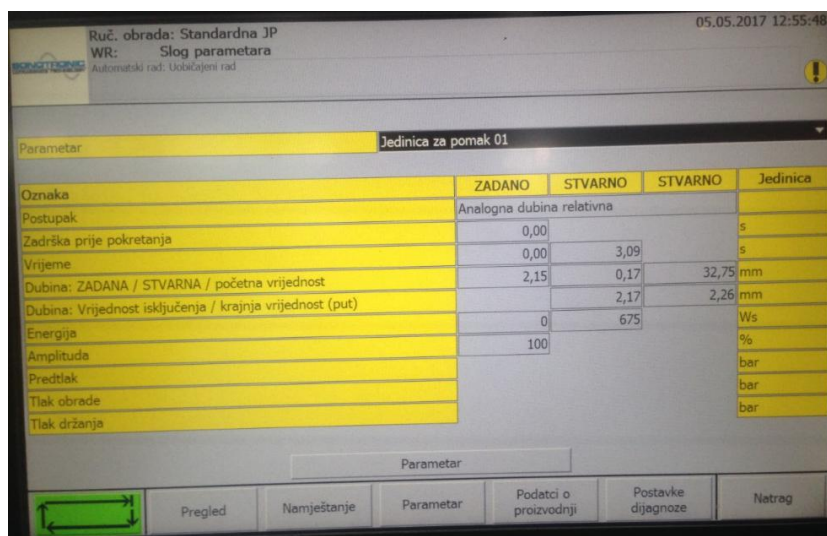 05.05.2017 12:55:48
Ruč. obrada: Standardna JP
WR: Slog parametara
SONOTRONIC
Automatski rad: Uobičajeni rad
Parametar Jedinica za pomak 01
Oznaka ZADANO STVARNO STVARNO Jedinica
Postupak Analogna dubina relativna
Zadrška prije pokretanja 0,00 s
Vrijeme 0,00 3,09 s
Dubina: ZADANA / STVARNA / početna vrijednost 2,15 0,17 32,75 mm
Dubina: Vrijednost isključenja / krajnja vrijednost (put) 2,17 2,26 mm
Energija 0 675 Ws
Amplituda 100 %
Predtlak bar
Tlak obrade bar
Tlak držanja bar
Parametar
Pregled
Namještanje
Parametar
Podatci o
proizvodnji
Postavke
dijagnoze
Natrag